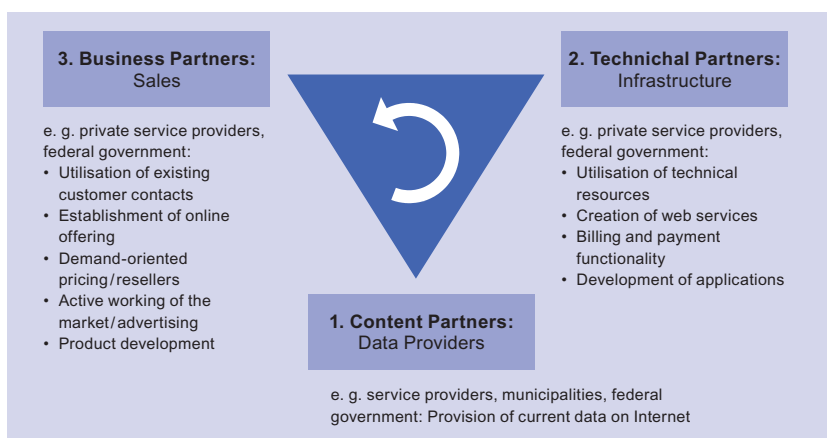 3. Business Partners:
Sales
e. g. private service providers,
federal government:
• Utilisation of existing
customer contacts
• Establishment of online
offering
• Demand-oriented
pricing/resellers
• Active working of the
market/advertising
• Product development
2. Technichal Partners:
Infrastructure
e. g. private service providers,
federal government:
• Utilisation of technical
resources
• Creation of web services
• Billing and payment
functionality
• Development of applications
1. Content Partners:
Data Providers
e. g. service providers, municipalities, federal
government: Provision of current data on Internet